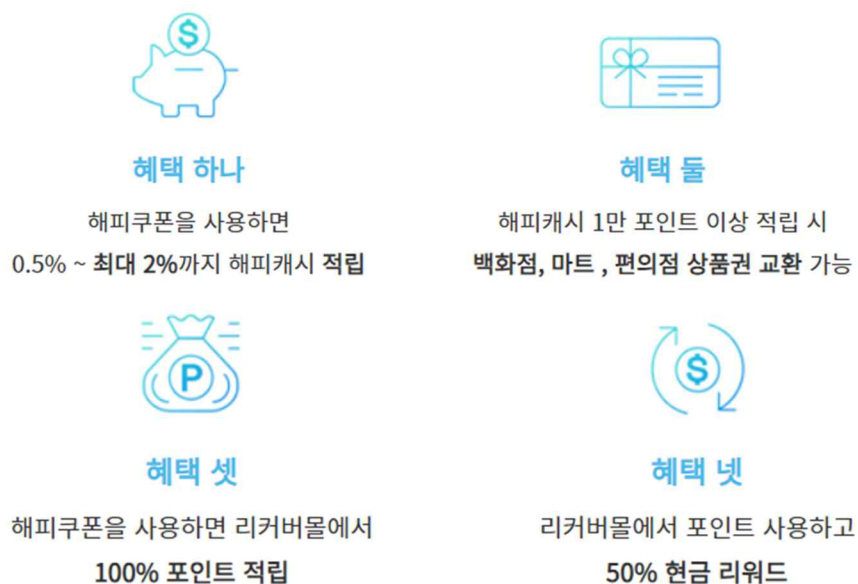 $
혜택 하나
해피쿠폰을 사용하면
0.5% ~ 최대 2%까지 해피캐시 적립
혜택 둘
해피캐시 1만 포인트 이상 적립 시
백화점, 마트 , 편의점 상품권 교환 가능
P
혜택 셋
해피쿠폰을 사용하면 리커버몰에서
100% 포인트 적립
$
혜택 넷
리커버몰에서 포인트 사용하고
50% 현금 리워드